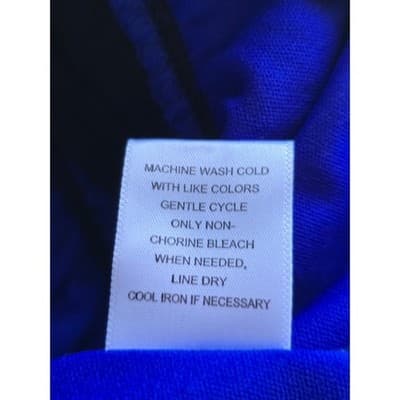 MACHINE WASH COLD
WITH LIKE COLORS
GENTLE CYCLE
ONLY NON-
CHORINE BLEACH
WHEN NEEDED,
LINE DRY
COOL IRON IF NECESSARY